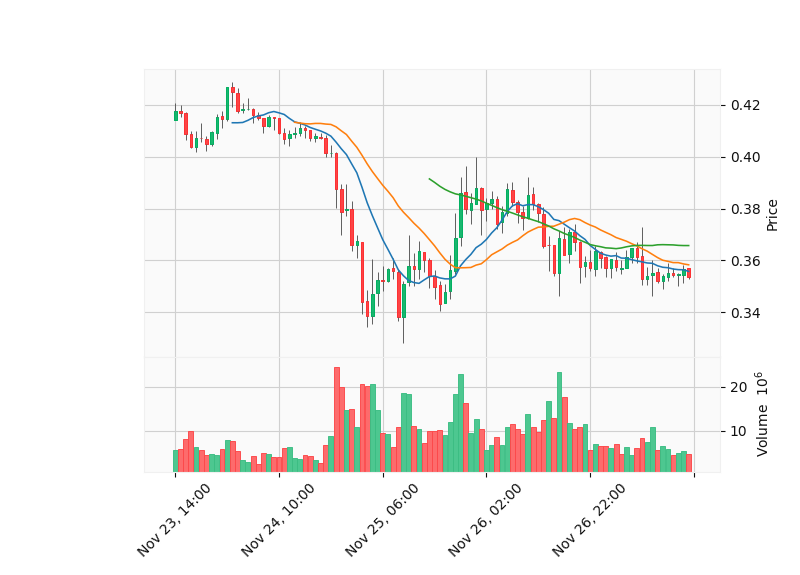 0.42
0.40
0.38
0.36
0.34
Price
20
10
Volume 10^6
Nov 23, 14:00
Nov 24, 10:00
Nov 25, 06:00
Nov 26, 02:00
Nov 26, 22:00